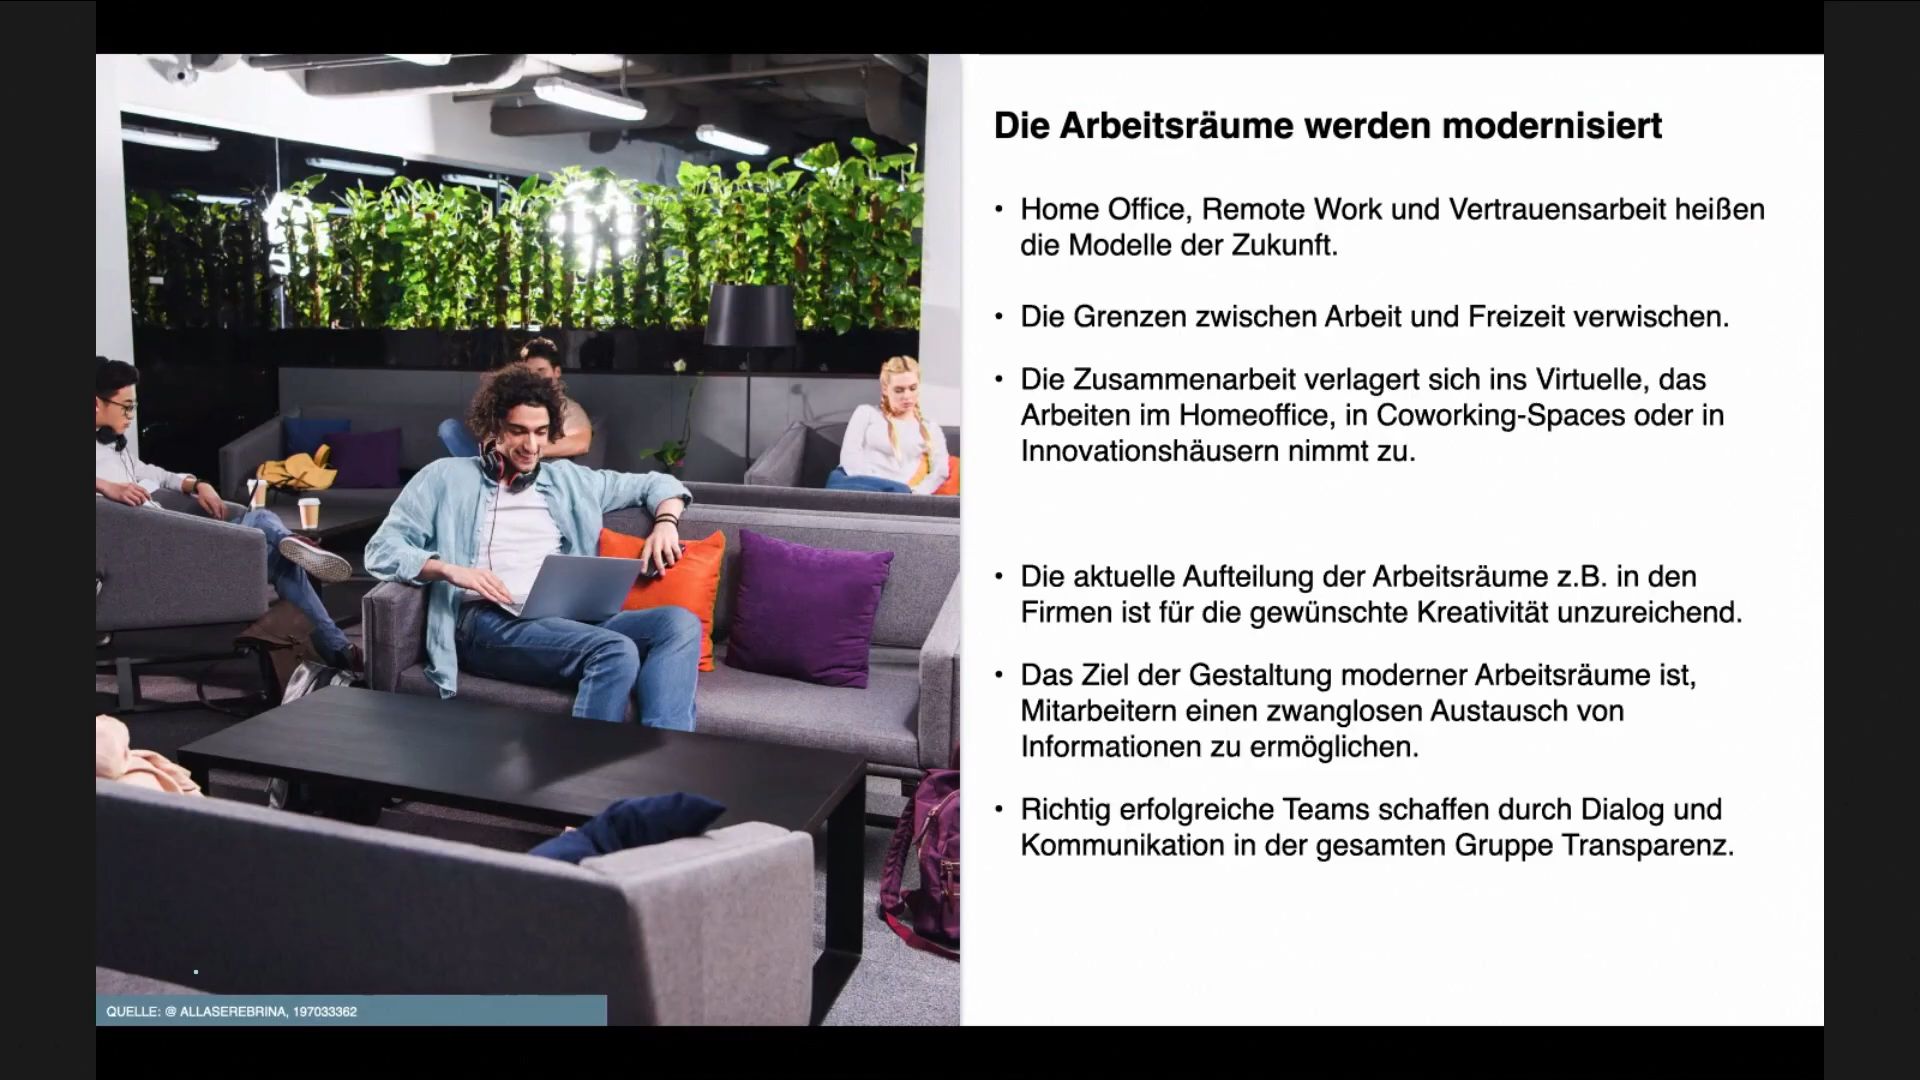 Die Arbeitsräume werden modernisiert
• Home Office, Remote Work und Vertrauensarbeit heißen
die Modelle der Zukunft.
• Die Grenzen zwischen Arbeit und Freizeit verwischen.
• Die Zusammenarbeit verlagert sich ins Virtuelle, das
Arbeiten im Homeoffice, in Coworking-Spaces oder in
Innovationshäusern nimmt zu.
• Die aktuelle Aufteilung der Arbeitsräume z.B. in den
Firmen ist für die gewünschte Kreativität unzureichend.
• Das Ziel der Gestaltung moderner Arbeitsräume ist,
Mitarbeitern einen zwanglosen Austausch von
Informationen zu ermöglichen.
• Richtig erfolgreiche Teams schaffen durch Dialog und
Kommunikation in der gesamten Gruppe Transparenz.
QUELLE: @ ALLASEREBRINA, 197033362